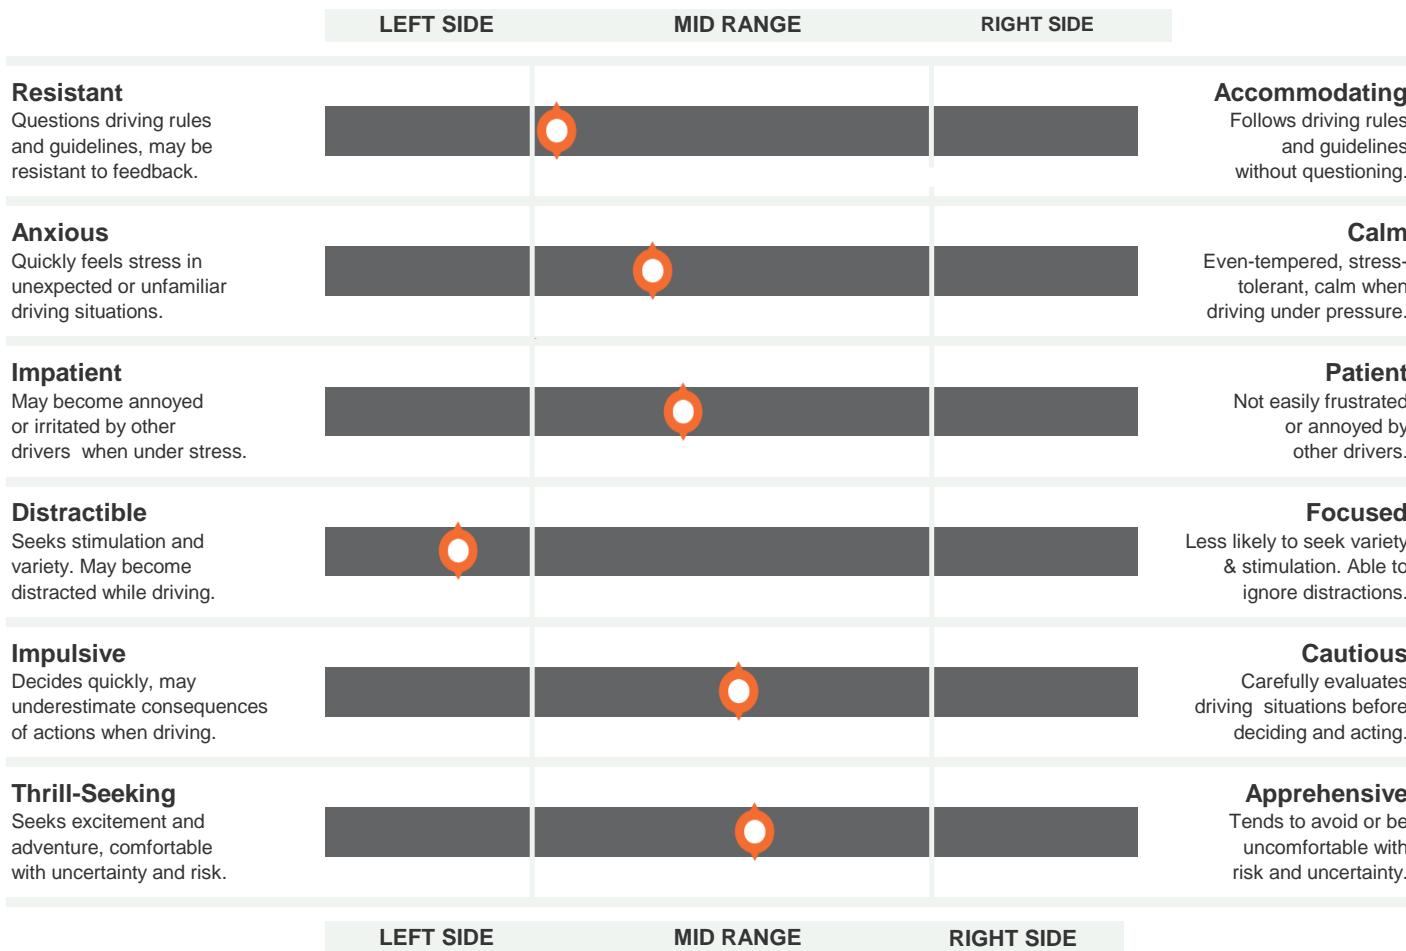 LEFT SIDE MID RANGE RIGHT SIDE
Resistant
Questions driving rules
and guidelines, may be
resistant to feedback.
Accommodating
Follows driving rules
and guidelines
without questioning.
Anxious
Quickly feels stress in
unexpected or unfamiliar
driving situations.
Calm
Even-tempered, stress-
tolerant, calm when
driving under pressure.
Impatient
May become annoyed
or irritated by other
drivers  when under stress.
Patient
Not easily frustrated
or annoyed by
other drivers.
Distractible
Seeks stimulation and
variety. May become
distracted while driving.
Focused
Less likely to seek variety
& stimulation. Able to
ignore distractions.
Impulsive
Decides quickly, may
underestimate consequences
of actions when driving.
Cautious
Carefully evaluates
driving  situations before
deciding and acting.
Thrill-Seeking
Seeks excitement and
adventure, comfortable
with uncertainty and risk.
Apprehensive
Tends to avoid or be
uncomfortable with
risk and uncertainty.
LEFT SIDE MID RANGE RIGHT SIDE